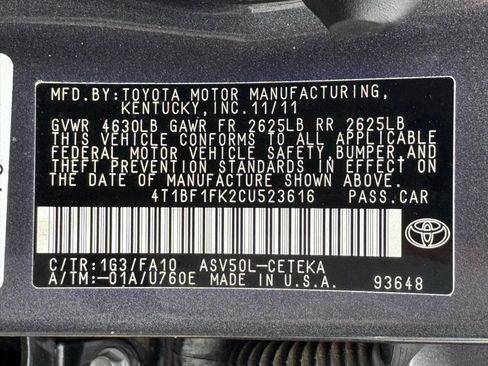 MFD.BY:TOYOTA MOTOR MANUFACTURING,
KENTUCKY,INC.11/11
GVWR 4630LB GAWR FR 2625LB RR 2625LB
THIS VEHICLE CONFORMS TO ALL APPLICABLE
FEDERAL MOTOR VEHICLE SAFETY,BUMPER,AND
THEFT PREVENTION STANDARDS IN EFFECT ON
THE DATE OF MANUFACTURE SHOWN ABOVE.
4T1BF1FK2CU523616 PASS.CAR
C/TR:1G3/FA10 ASV50L-CETEKA
A/TM:-01A/U760E MADE IN U.S.A. 93648